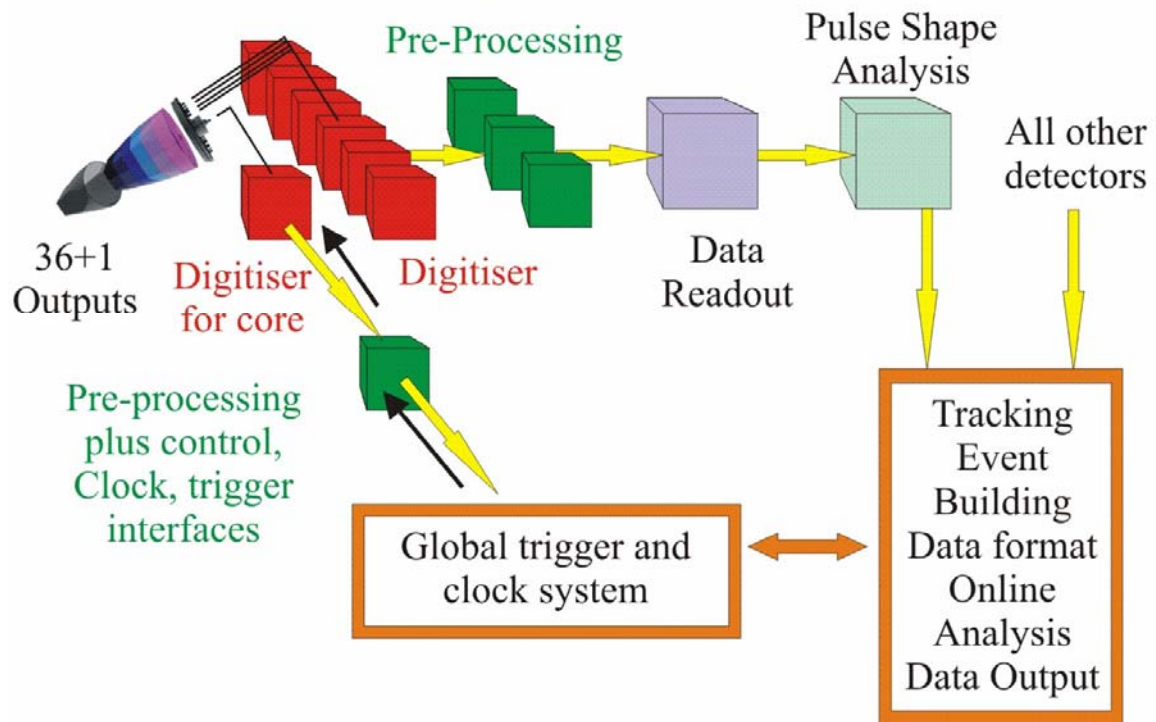 Pre-Processing
Pulse Shape
Analysis
All other
detectors
36+1
Outputs
Digitiser
for core
Digitiser
Data
Readout
Pre-processing
plus control,
Clock, trigger
interfaces
Global trigger and
clock system
Tracking
Event
Building
Data format
Online
Analysis
Data Output